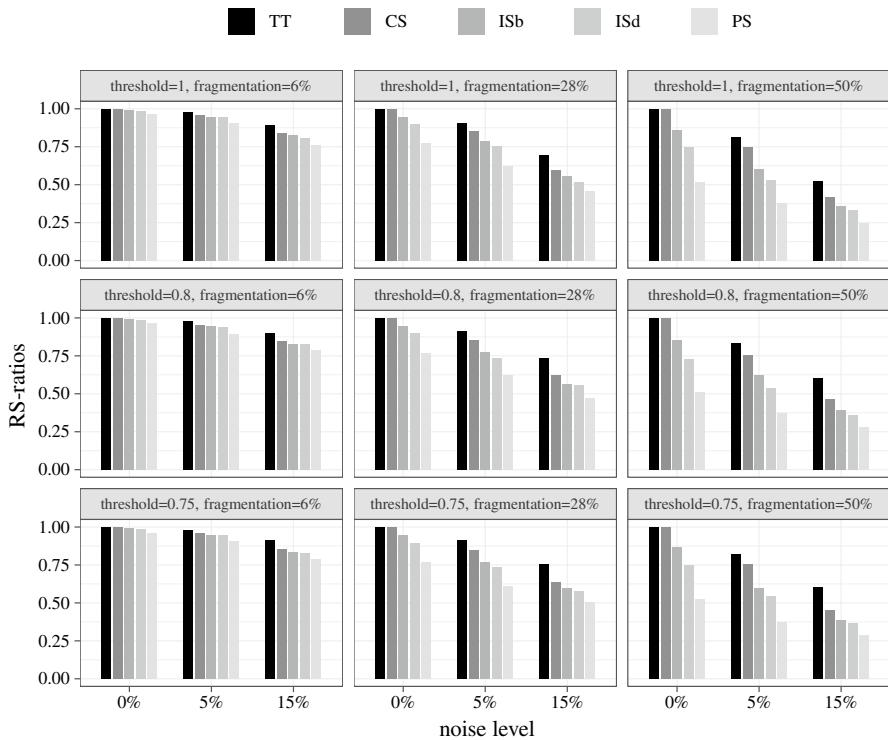 TT CS ISb ISd PS
threshold=1, fragmentation=6% threshold=1, fragmentation=28% threshold=1, fragmentation=50%
1.00
0.75
0.50
0.25
0.00
threshold=0.8, fragmentation=6% threshold=0.8, fragmentation=28% threshold=0.8, fragmentation=50%
1.00
0.75
0.50
0.25
0.00
threshold=0.75, fragmentation=6% threshold=0.75, fragmentation=28% threshold=0.75, fragmentation=50%
1.00
0.75
0.50
0.25
0.00
RS-ratios
0% 5% 15% 0% 5% 15% 0% 5% 15%
noise level